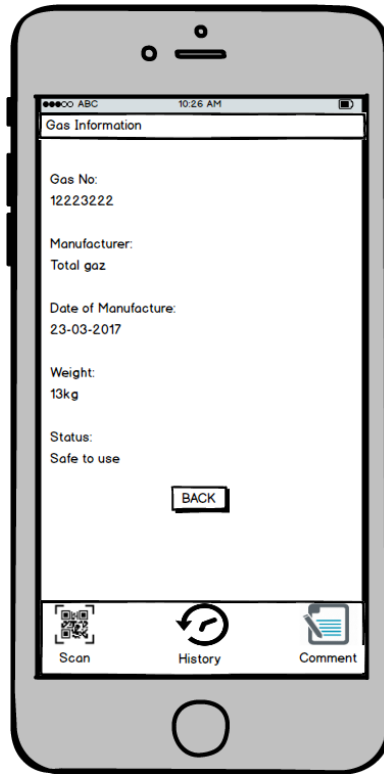 ABC 10:26 AM
Gas Information
Gas No:
12223222
Manufacturer:
Total gaz
Date of Manufacture:
23-03-2017
Weight:
13kg
Status:
Safe to use
BACK
Scan History Comment